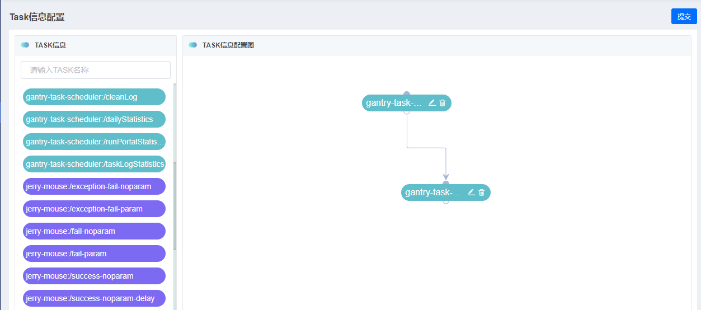 Task信息配置
提交
TASK信息
请输入TASK名称
gantry-task-scheduler:/cleanLog
gantry-task-scheduler:/dailyStatistics
gantry-task-scheduler:/runPortalStatis
gantry-task-scheduler:/taskLogStatistics
jerry-mouse:/exception-fail-noparam
jerry-mouse:/exception-fail-param
jerry-mouse:/fail-noparam
jerry-mouse:/fail-param
jerry-mouse:/success-noparam
jerry-mouse:/success-noparam-delay
TASK信息配置图
gantry-task-...
gantry-task-...